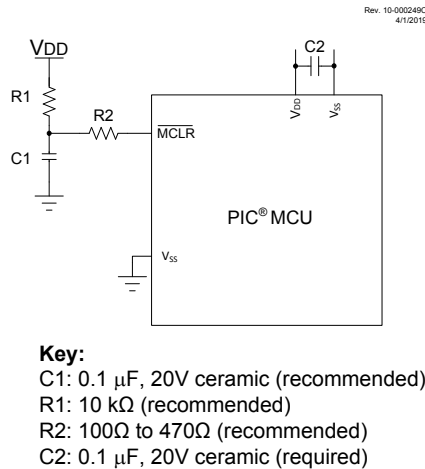 Rev. 10-000249C
4/1/2019
VDD
C2
R1
R2
VDD
VSS
MCLR
C1
PIC® MCU
VSS
Key:
C1: 0.1 μF, 20V ceramic (recommended)
R1: 10 kΩ (recommended)
R2: 100Ω to 470Ω (recommended)
C2: 0.1 μF, 20V ceramic (required)